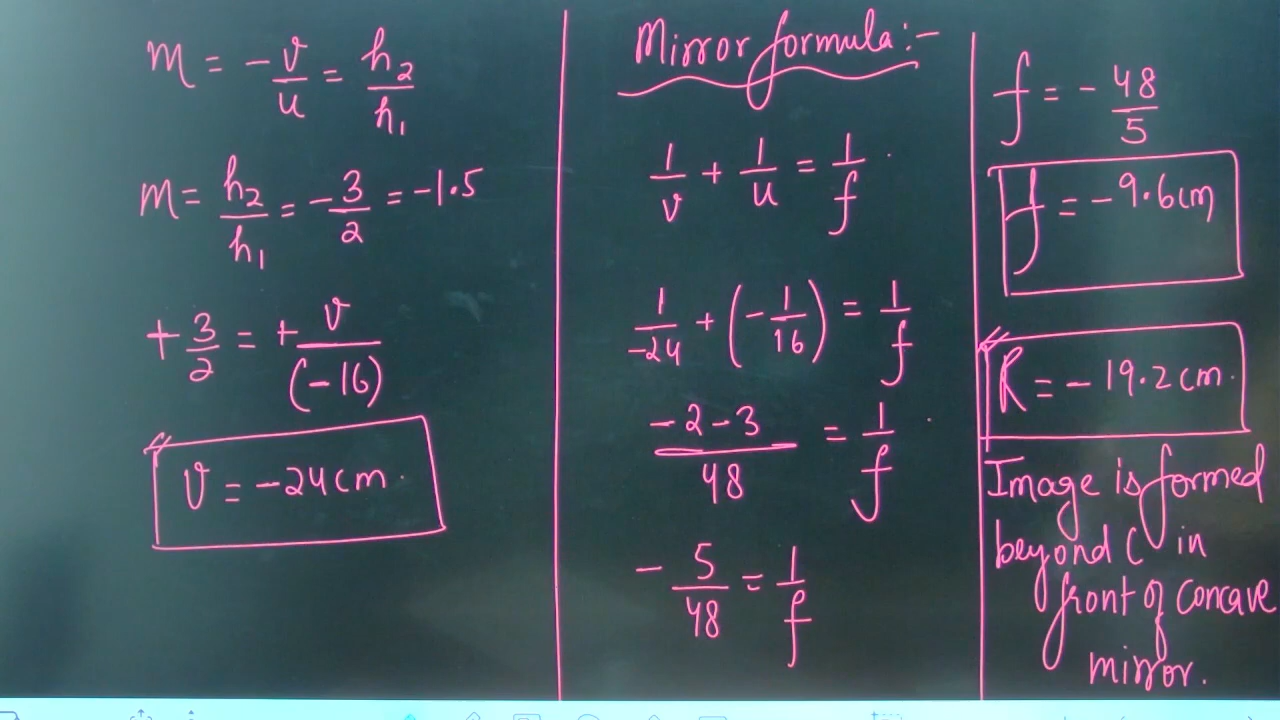 m = -v/u = h₂/h₁
m = h₂/h₁ = -3/2 = -1.5
+3/2 = + v/(-16)
v = -24cm.
Mirror formula:-
1/v + 1/u = 1/f
1/-24 + (-1/16) = 1/f
-2-3/48 = 1/f
-5/48 = 1/f
f = -48/5
f = -9.6cm
R = -19.2cm.
Image is formed
beyond C in
front of concave
mirror.